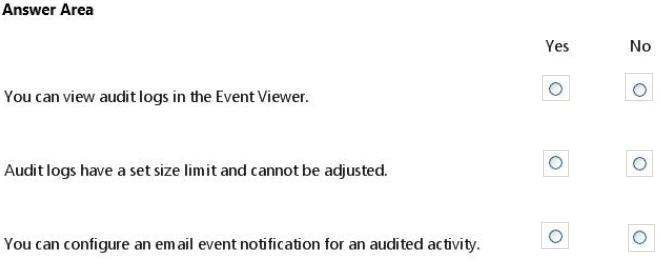 Answer Area
Yes No
You can view audit logs in the Event Viewer.
Audit logs have a set size limit and cannot be adjusted.
You can configure an email event notification for an audited activity.